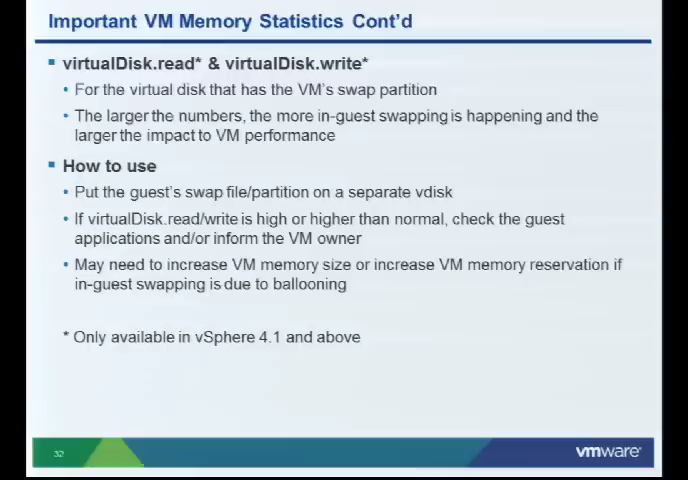 Important VM Memory Statistics Cont'd
virtualDisk.read* & virtualDisk.write*
For the virtual disk that has the VM's swap partition
The larger the numbers, the more in-guest swapping is happening and the
larger the impact to VM performance
How to use
Put the guest's swap file/partition on a separate vdisk
If virtualDisk.read/write is high or higher than normal, check the guest
applications and/or inform the VM owner
May need to increase VM memory size or increase VM memory reservation if
in-guest swapping is due to ballooning
* Only available in vSphere 4.1 and above
32
vmware